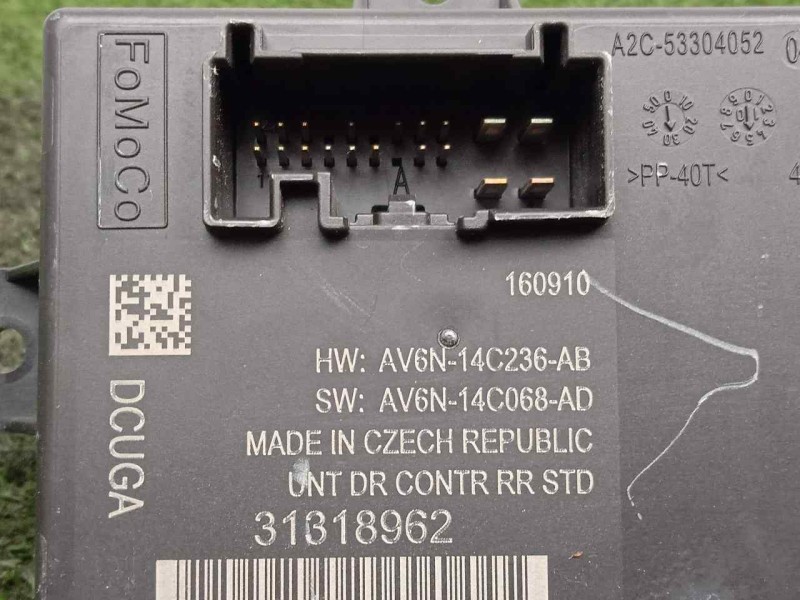 FoMoCo
A2C-53304052
>PP-40T<
A
160910
HW: AV6N-14C236-AB
SW: AV6N-14C068-AD
MADE IN CZECH REPUBLIC
UNT DR CONTR RR STD
31318962
DCUGA